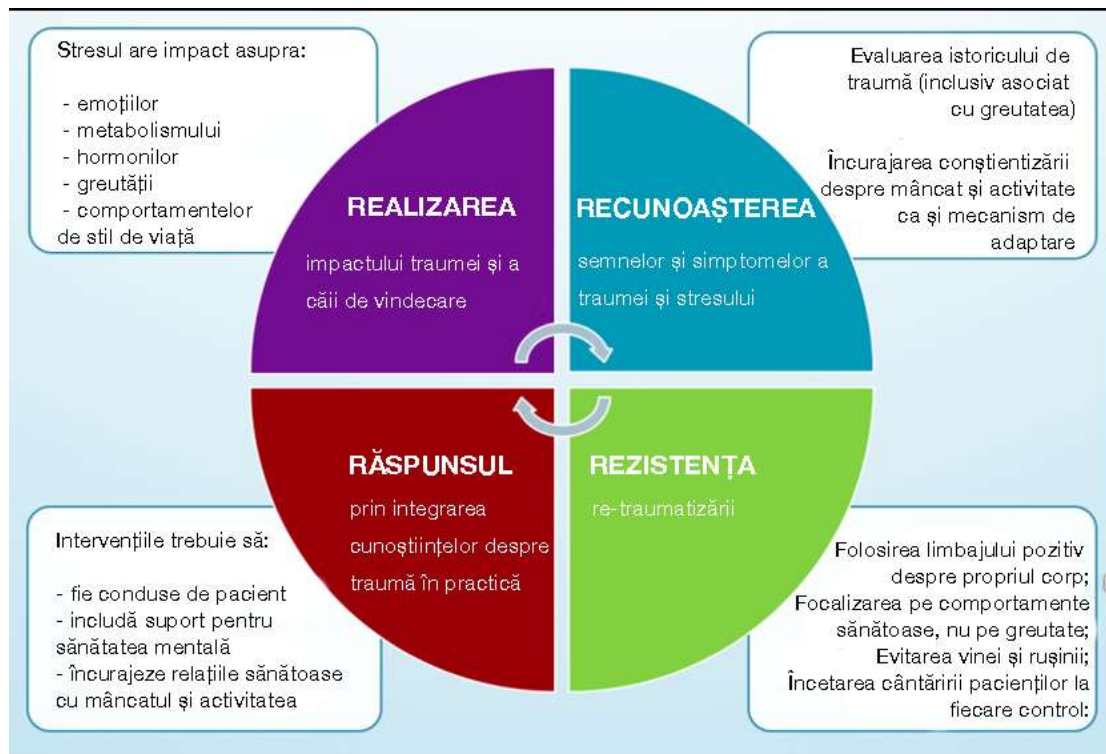 Stresul are impact asupra:
- emoțiilor
- metabolismului
- hormonilor
- greutății
- comportamentelor
de stil de viață
REALIZAREA
impactului traumei și a
căii de vindecare
Evaluarea istoricului de
traumă (inclusiv asociat
cu greutatea)
Încurajarea conștientizării
despre mâncat și activitate
ca și mecanism de
adaptare
RECUNOAȘTEREA
semnelor și simptomelor a
traumei și stresului
RĂSPUNSUL
prin integrarea
cunoștiințelor despre
traumă în practică
Intervențiile trebuie să:
- fie conduse de pacient
- includă suport pentru
sănătatea mentală
- încurajeze relațiile sănătoase
cu mâncatul și activitatea
REZISTENȚA
re-traumatizării
Folosirea limbajului pozitiv
despre propriul corp;
Focalizarea pe comportamente
sănătoase, nu pe greutate;
Evitarea vinei și rușinii;
Încetarea cântăririi pacienților la
fiecare control: